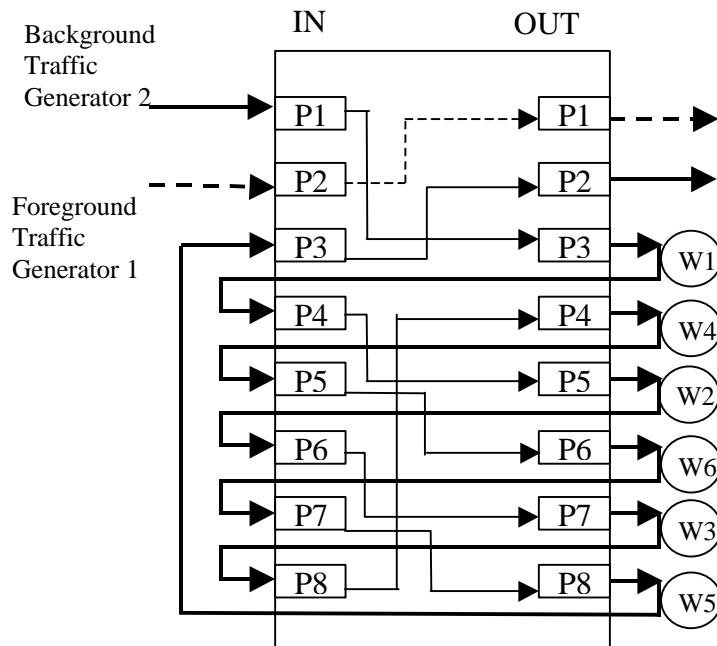 IN OUT
Background
Traffic
Generator 2
P1 P1
P2 P2
Foreground
Traffic
Generator 1
P3 P3 W1
P4 P4 W4
P5 P5 W2
P6 P6 W6
P7 P7 W3
P8 P8 W5